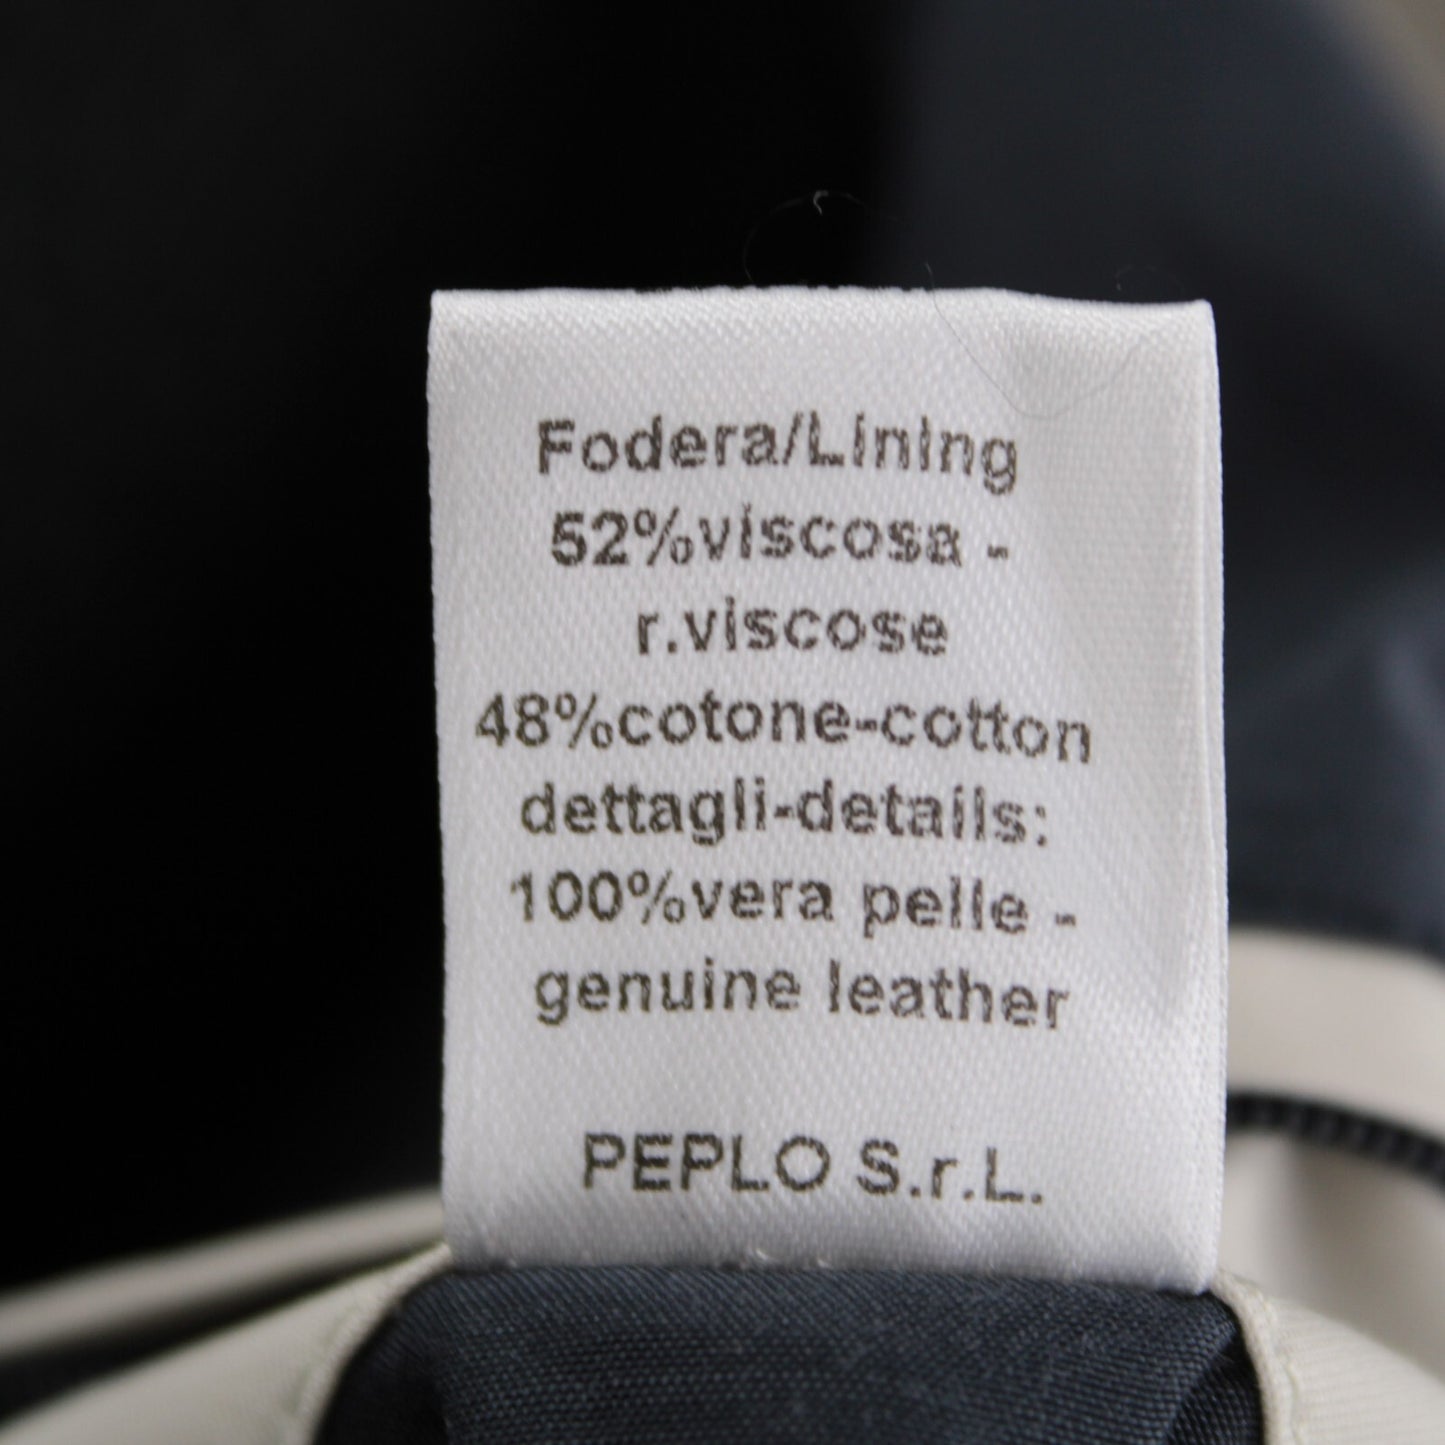 Fodera/Lining
52%viscosa -
r.viscose
48%cotone-cotton
dettagli-details:
100%vera pelle -
genuine leather
PEPLO S.r.L.